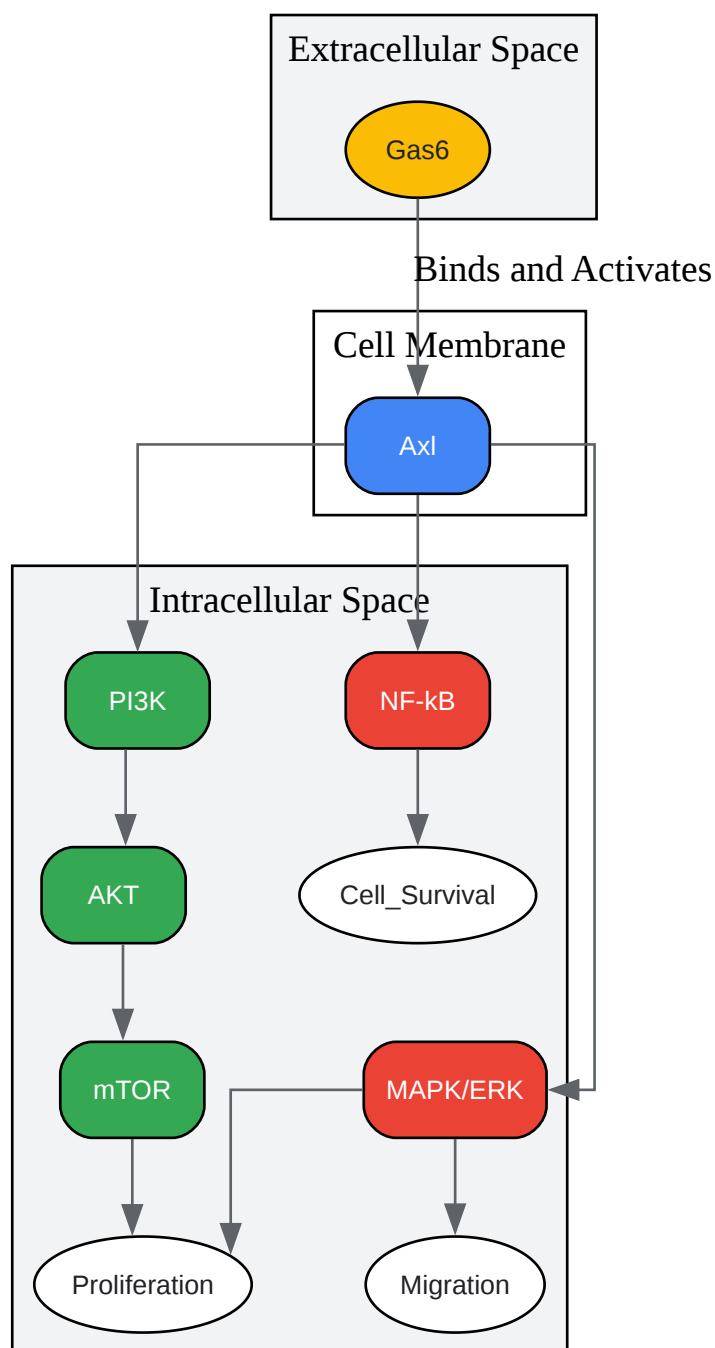 Extracellular Space
Gas6
Binds and Activates
Cell Membrane
Axl
Intracellular Space
PI3K
NF-kB
AKT
Cell_Survival
mTOR
MAPK/ERK
Proliferation
Migration